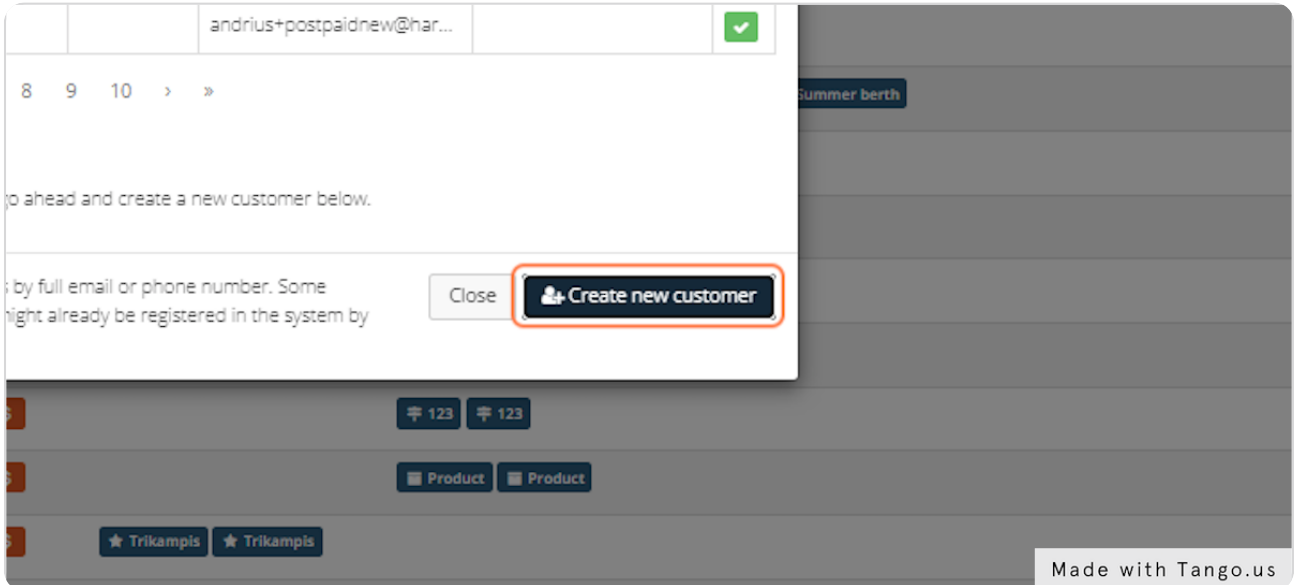 andrius+postpaidnew@har...
8 9 10 › »
Summer berth
go ahead and create a new customer below.
by full email or phone number. Some
Close Create new customer
might already be registered in the system by
123 123
Product Product
Trikampis Trikampis
Made with Tango.us